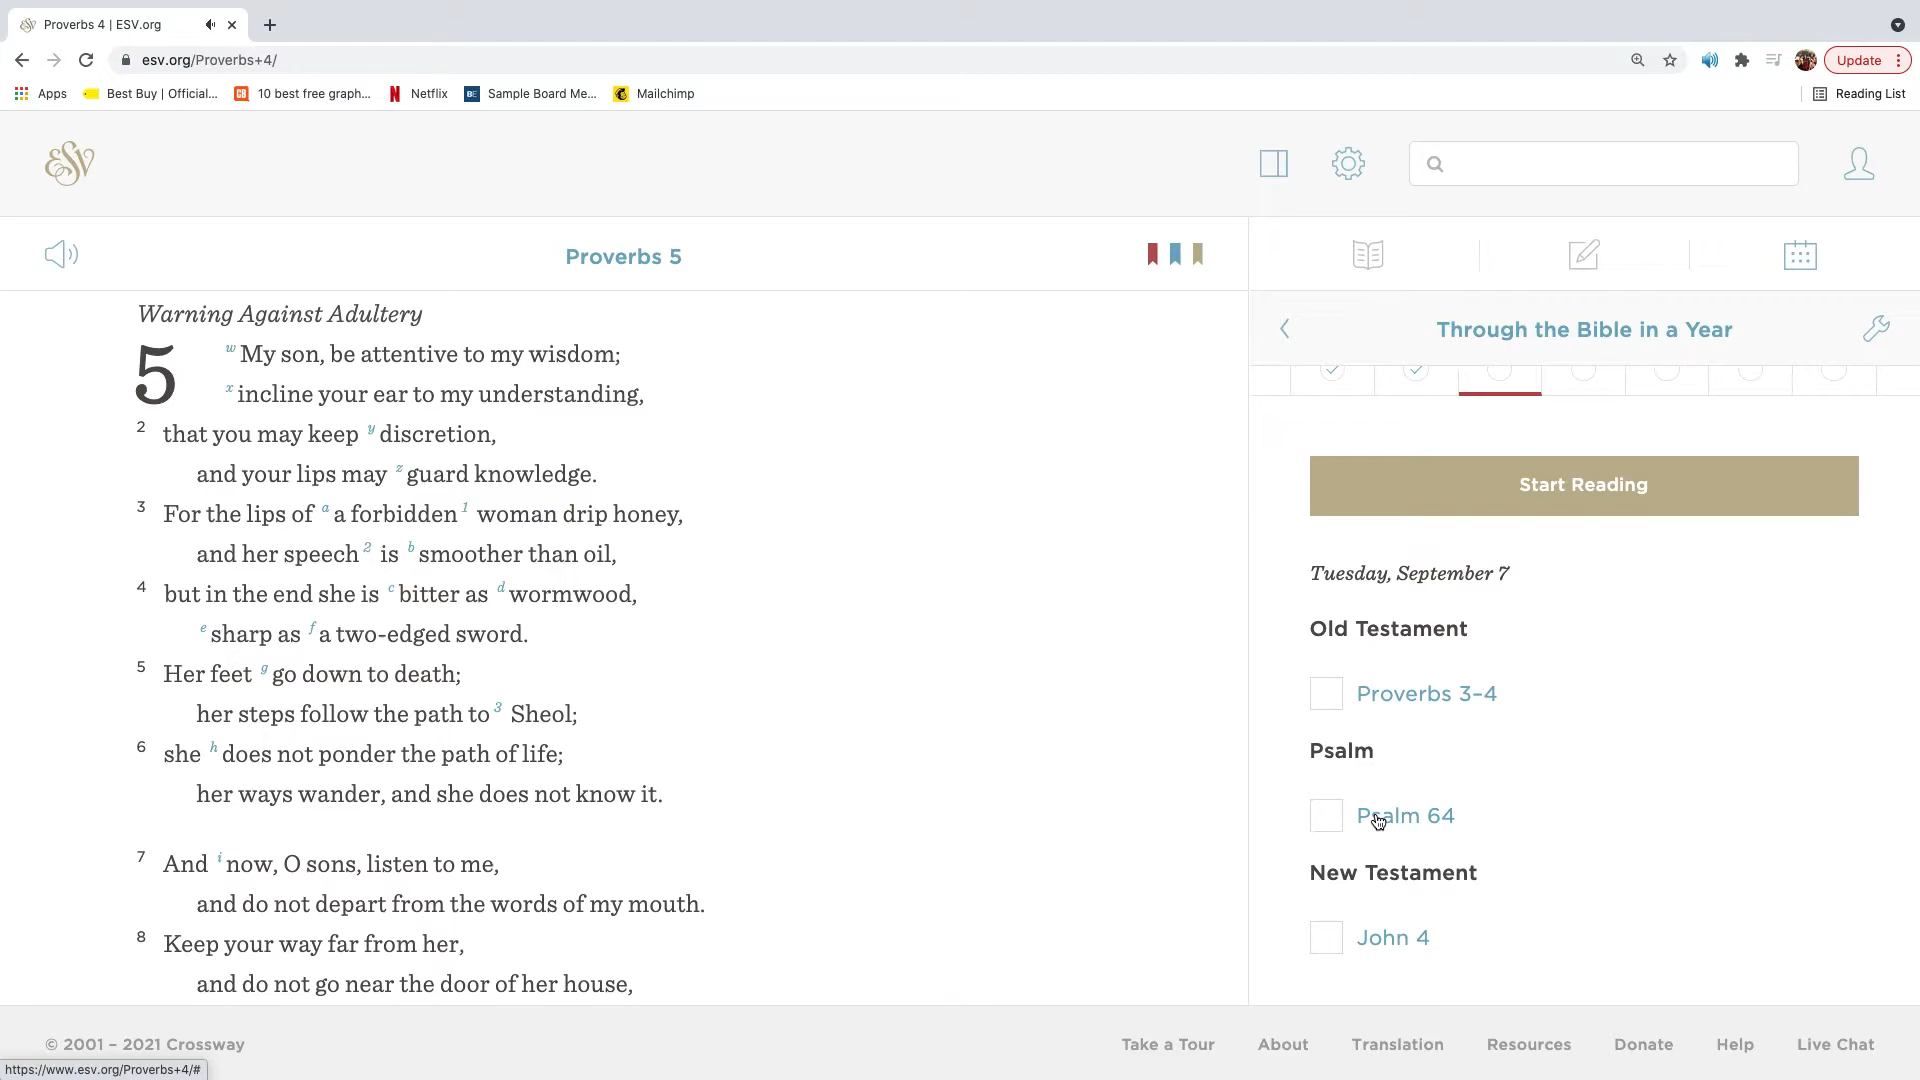 Proverbs 4 | ESV.org
esv.org/Proverbs+4/
Update
Apps
Best Buy | Official...
10 best free graph...
Netflix
Sample Board Me...
Mailchimp
Reading List
ESV
Proverbs 5
Warning Against Adultery
5 w My son, be attentive to my wisdom;
x incline your ear to my understanding,
2 that you may keep y discretion,
and your lips may z guard knowledge.
3 For the lips of a a forbidden 1 woman drip honey,
and her speech 2 is b smoother than oil,
4 but in the end she is c bitter as d wormwood,
e sharp as f a two-edged sword.
5 Her feet g go down to death;
her steps follow the path to 3 Sheol;
6 she h does not ponder the path of life;
her ways wander, and she does not know it.
7 And i now, O sons, listen to me,
and do not depart from the words of my mouth.
8 Keep your way far from her,
and do not go near the door of her house,
Through the Bible in a Year
Start Reading
Tuesday, September 7
Old Testament
Proverbs 3–4
Psalm
Psalm 64
New Testament
John 4
© 2001 – 2021 Crossway
Take a Tour
About
Translation
Resources
Donate
Help
Live Chat
https://www.esv.org/Proverbs+4/#